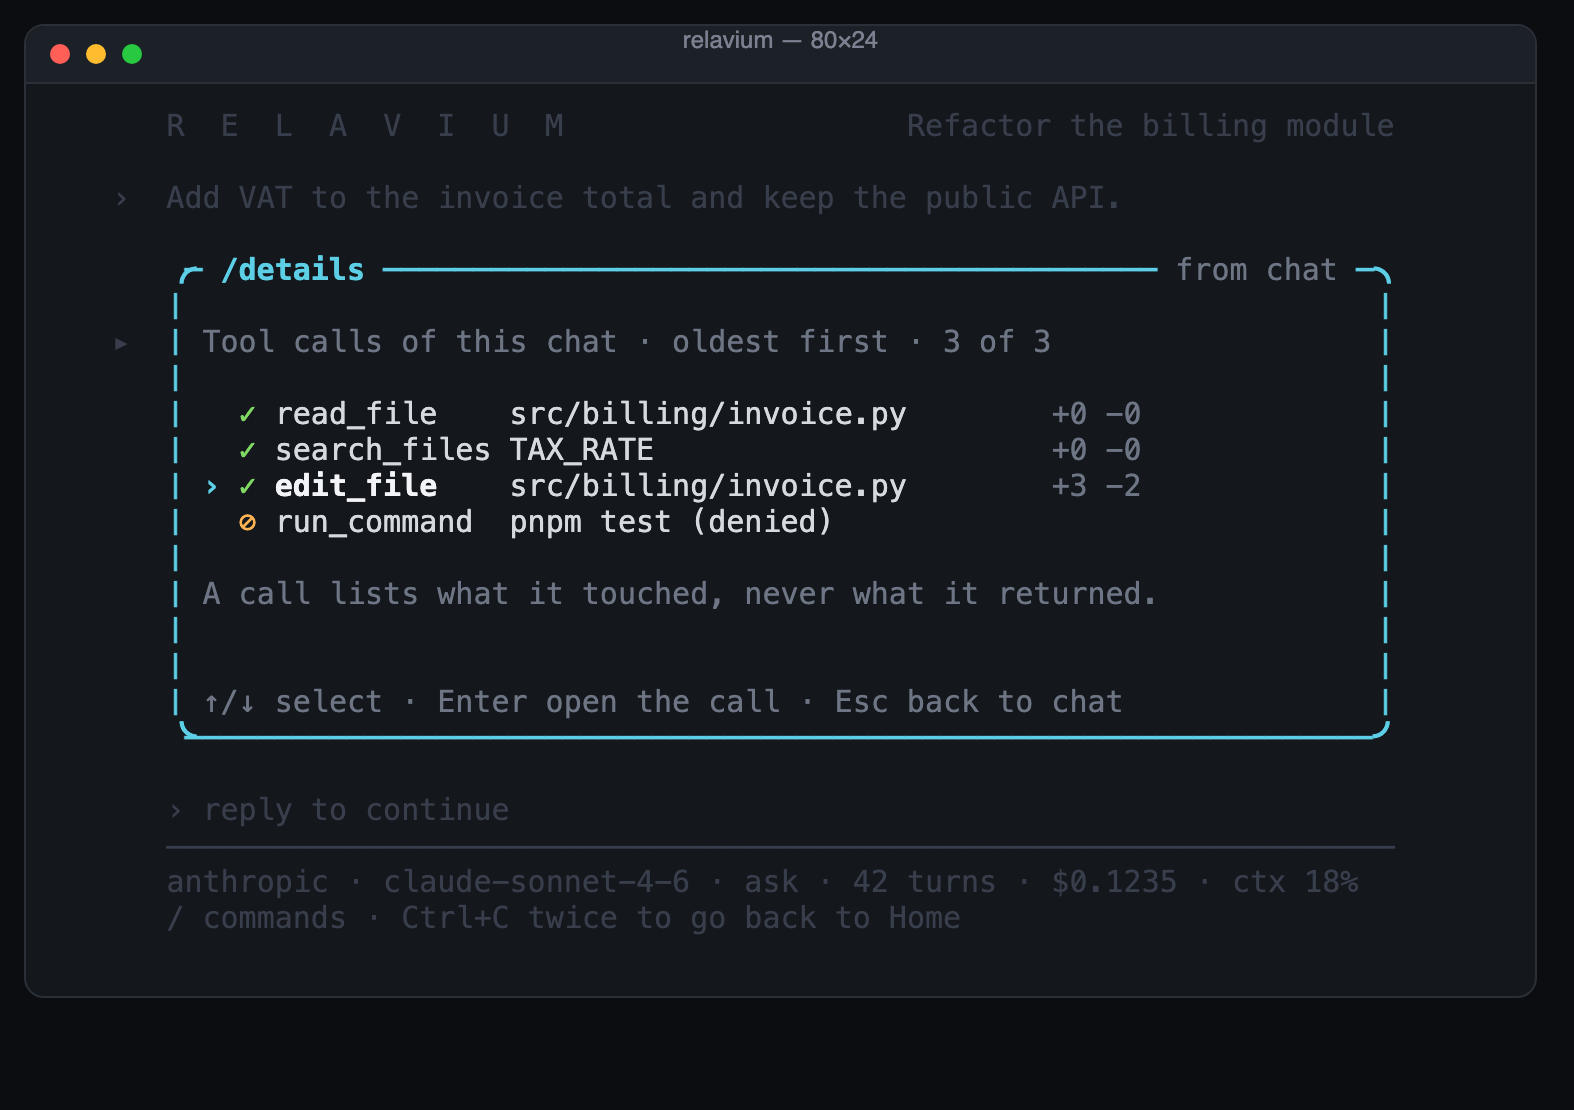 relavium — 80×24
R E L A V I U M Refactor the billing module
› Add VAT to the invoice total and keep the public API.
/details from chat
▸ Tool calls of this chat · oldest first · 3 of 3
✓ read_file src/billing/invoice.py +0 −0
✓ search_files TAX_RATE +0 −0
› ✓ edit_file src/billing/invoice.py +3 −2
⊘ run_command pnpm test (denied)
A call lists what it touched, never what it returned.
↑/↓ select · Enter open the call · Esc back to chat
› reply to continue
anthropic · claude-sonnet-4-6 · ask · 42 turns · $0.1235 · ctx 18%
/ commands · Ctrl+C twice to go back to Home